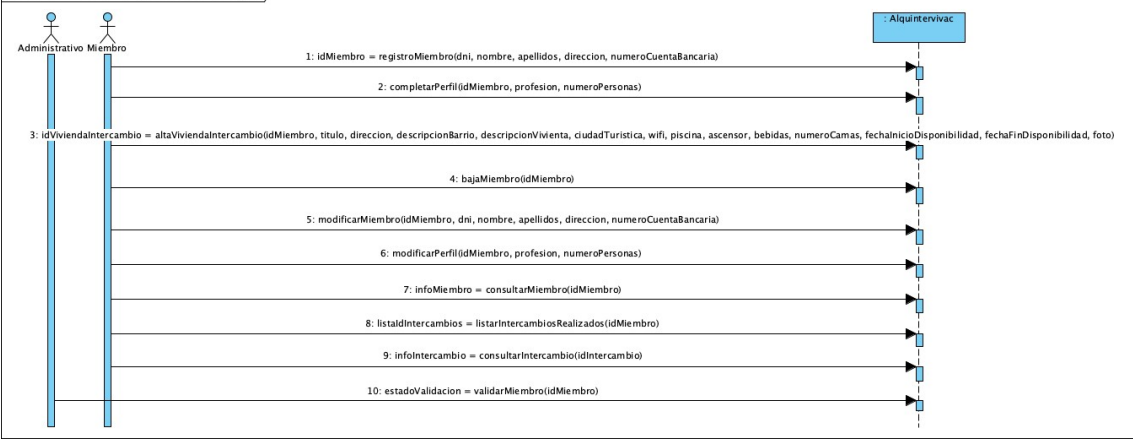 : Alquintervivac
Administrativo Miembro
1: idMiembro = registroMiembro(dni, nombre, apellidos, direccion, numeroCuentaBancaria)
2: completarPerfil(idMiembro, profesion, numeroPersonas)
3: idViviendaIntercambio = altaViviendaIntercambio(idMiembro, titulo, direccion, descripcionBarrio, descripcionVivienta, ciudadTuristica, wifi, piscina, ascensor, bebidas, numeroCamas, fechaInicioDisponibilidad, fechaFinDisponibilidad, foto)
4: bajaMiembro(idMiembro)
5: modificarMiembro(idMiembro, dni, nombre, apellidos, direccion, numeroCuentaBancaria)
6: modificarPerfil(idMiembro, profesion, numeroPersonas)
7: infoMiembro = consultarMiembro(idMiembro)
8: listaIdIntercambios = listarIntercambiosRealizados(idMiembro)
9: infoIntercambio = consultarIntercambio(idIntercambio)
10: estadoValidacion = validarMiembro(idMiembro)